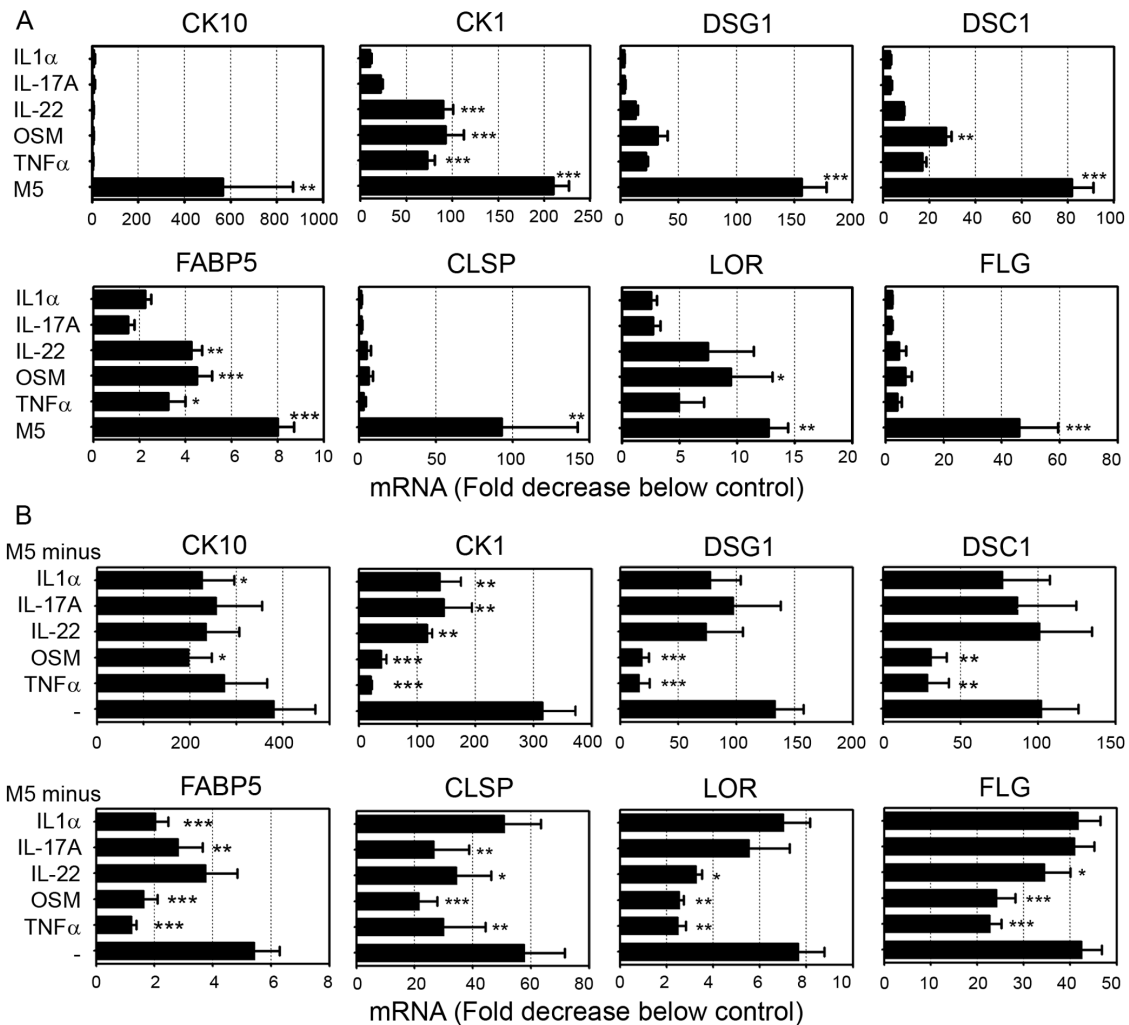 A
CK10 CK1 DSG1 DSC1
IL1α
IL-17A
IL-22 ***
OSM *** **
TNFα ***
M5 ** *** *** ***
0 200 400 600 800 1000 0 50 100 150 200 250 0 50 100 150 200 0 20 40 60 80 100
FABP5 CLSP LOR FLG
IL1α
IL-17A
IL-22 **
OSM *** *
TNFα *
M5 *** ** ** ***
0 2 4 6 8 10 0 50 100 150 0 5 10 15 20 0 20 40 60 80
mRNA (Fold decrease below control)
B
M5 minus CK10 CK1 DSG1 DSC1
IL1α * **
IL-17A **
IL-22 **
OSM * *** *** **
TNFα *** *** **
-
0 200 400 0 100 200 300 400 0 50 100 150 200 0 50 100 150
M5 minus FABP5 CLSP LOR FLG
IL1α ***
IL-17A ** **
IL-22 * * *
OSM *** *** ** ***
TNFα *** ** ** ***
-
0 2 4 6 8 0 20 40 60 80 0 2 4 6 8 10 0 10 20 30 40 50
mRNA (Fold decrease below control)